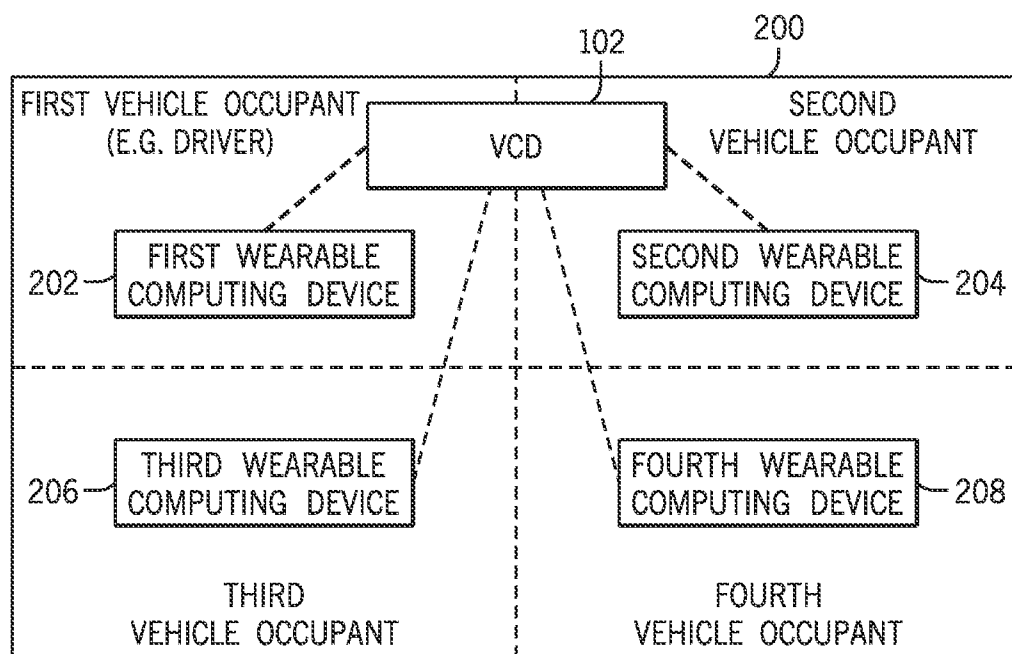 200
102
FIRST VEHICLE OCCUPANT
(E.G. DRIVER)
VCD
SECOND
VEHICLE OCCUPANT
202
FIRST WEARABLE
COMPUTING DEVICE
SECOND WEARABLE
COMPUTING DEVICE
204
206
THIRD WEARABLE
COMPUTING DEVICE
FOURTH WEARABLE
COMPUTING DEVICE
208
THIRD
VEHICLE OCCUPANT
FOURTH
VEHICLE OCCUPANT